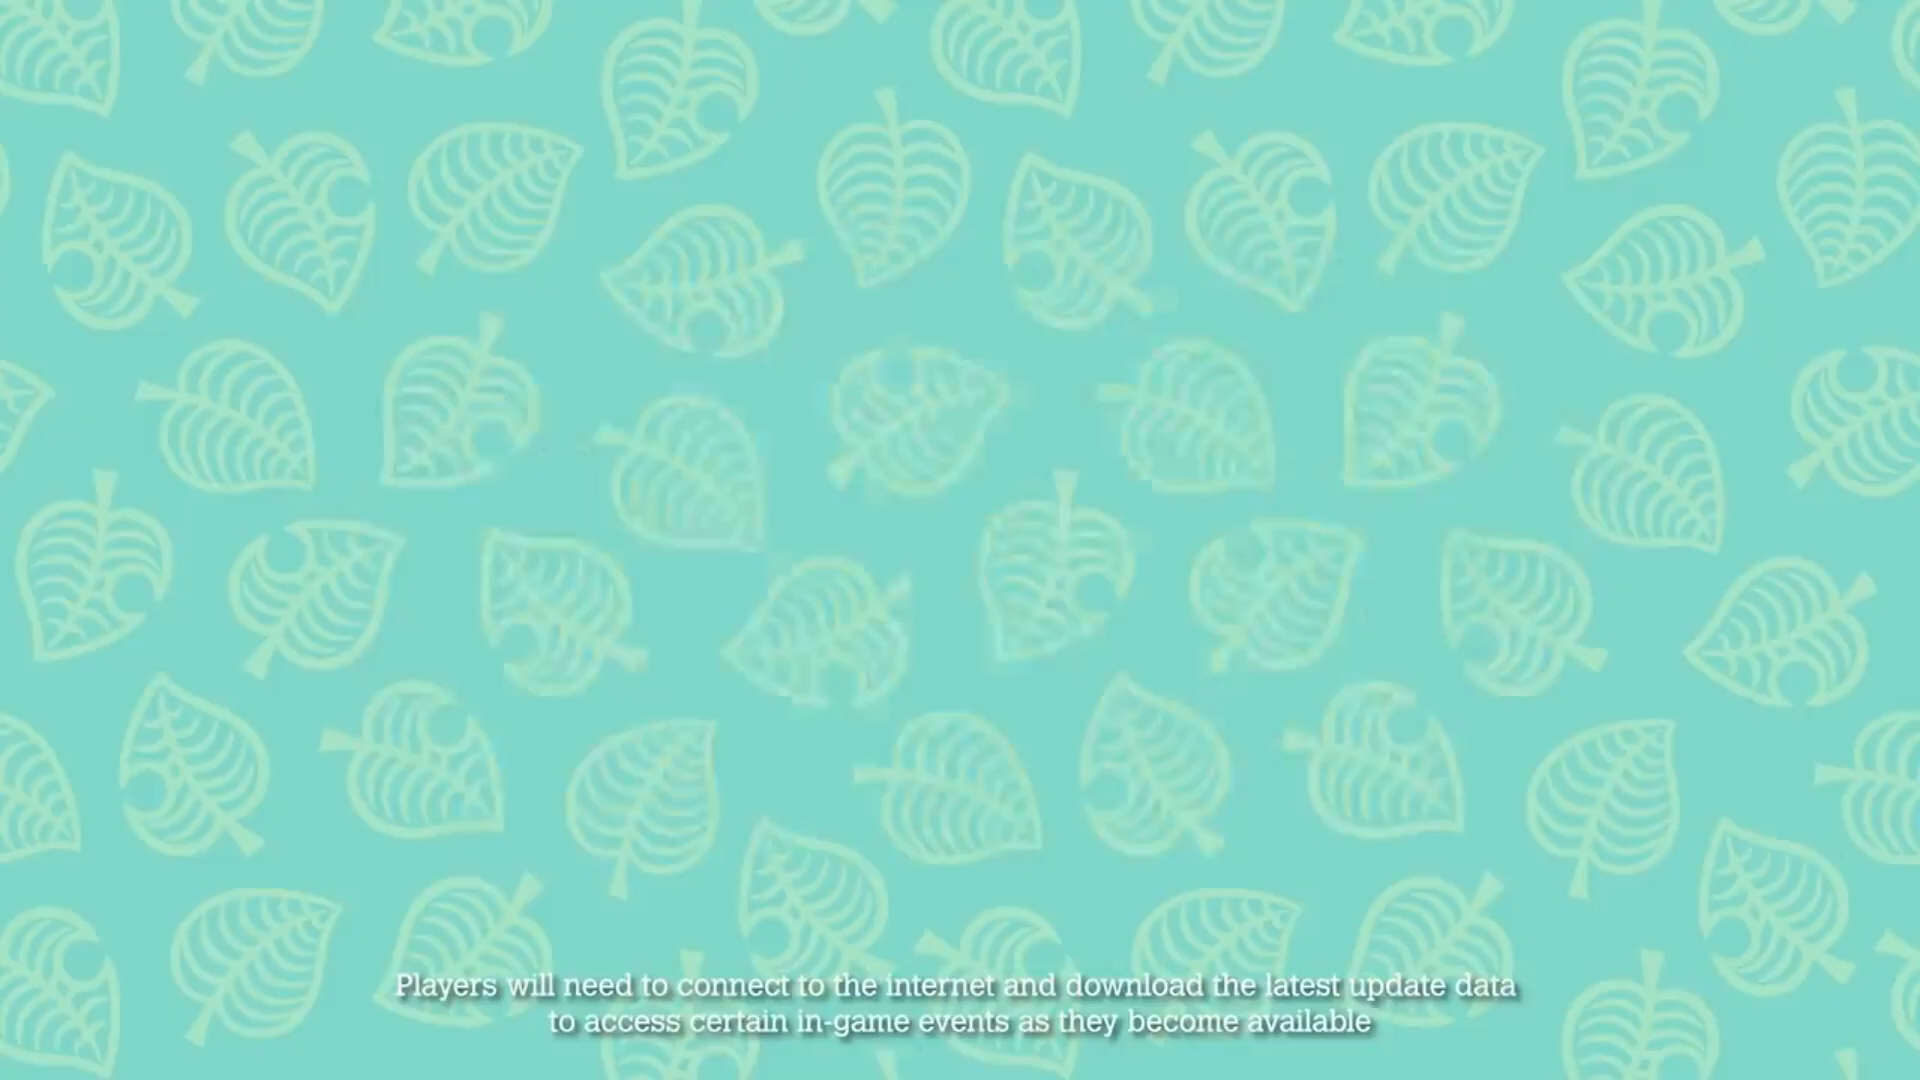 Players will need to connect to the internet and download the latest update data
to access certain in-game events as they become available